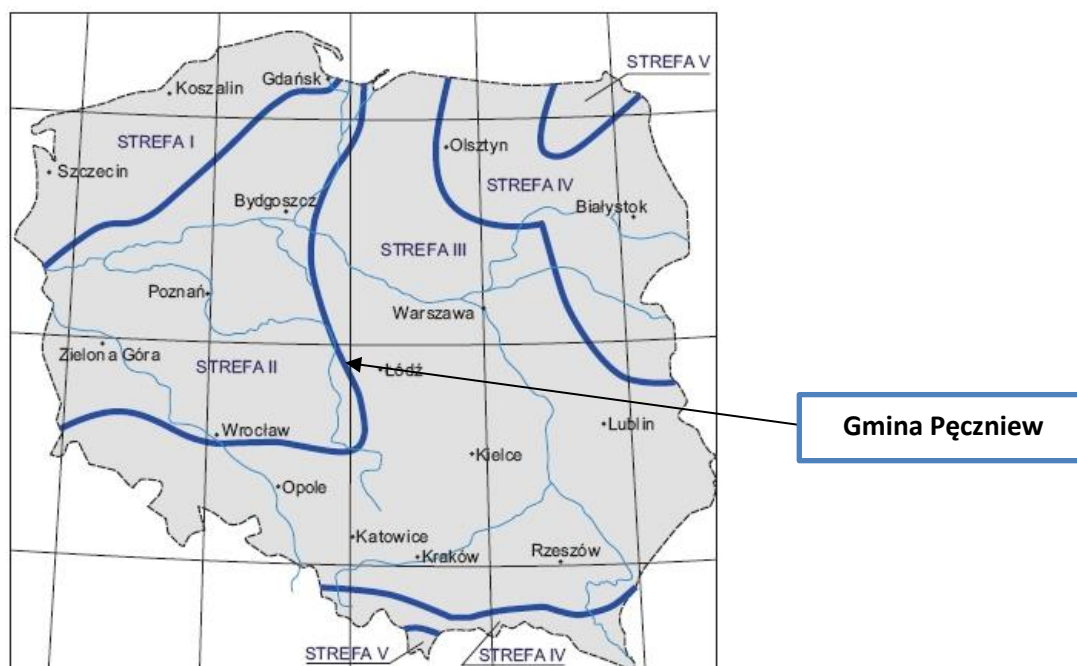 STREFA V
Gdańsk
Koszalin
STREFA I
Olsztyn
Szczecin
STREFA IV
Bydgoszcz
Białystok
STREFA III
Poznań
Warszawa
Zielona Góra
STREFA II
Łódź
Gmina Pęczniew
Wrocław
Lublin
Kielce
Opole
Katowice
Kraków
Rzeszów
STREFA V
STREFA IV